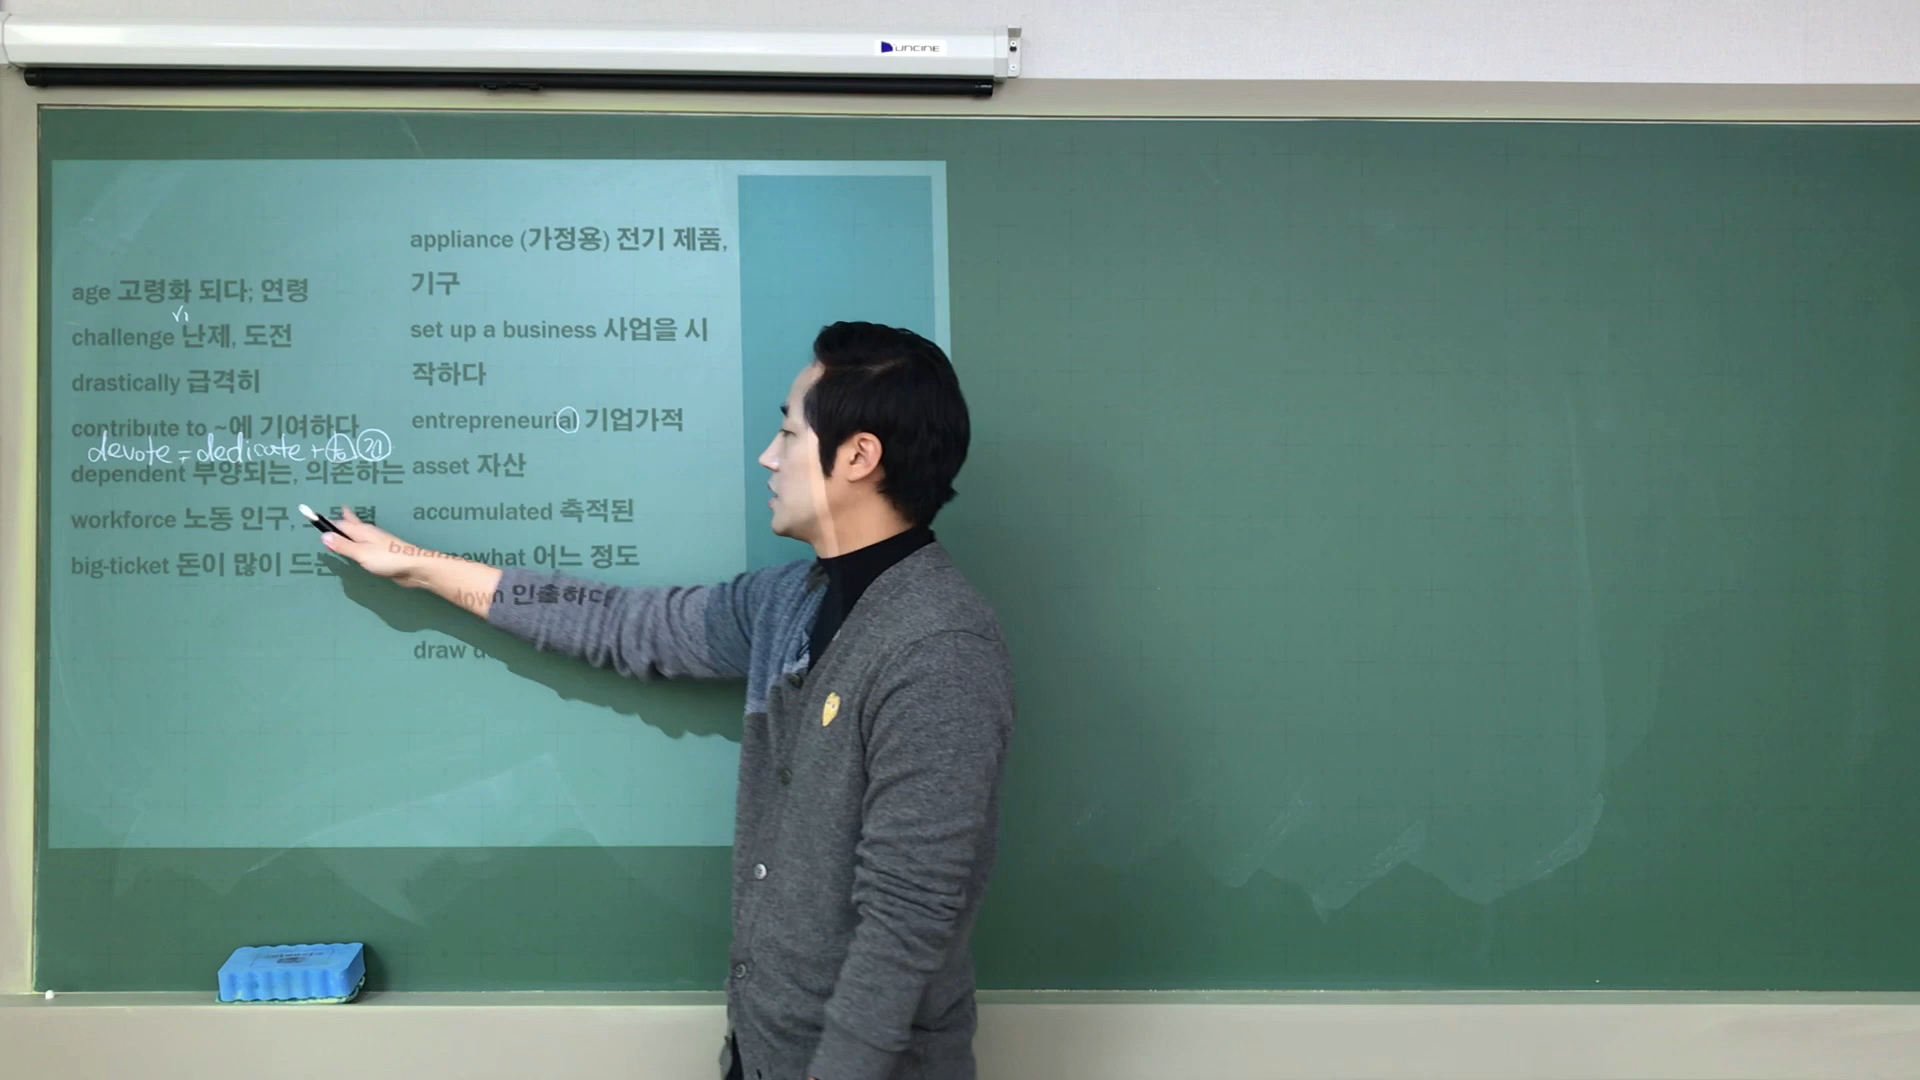 UNCINE
age 고령화 되다; 연령
challenge 난제, 도전
drastically 급격히
contribute to ~에 기여하다
devote = dedicate + to
dependent 부양되는, 의존하는
workforce 노동 인구,
big-ticket 돈이 많이 드는
appliance (가정용) 전기 제품,
기구
set up a business 사업을 시
작하다
entrepreneurial 기업가적
asset 자산
accumulated 축적된
어느 정도
down 인출하다
draw